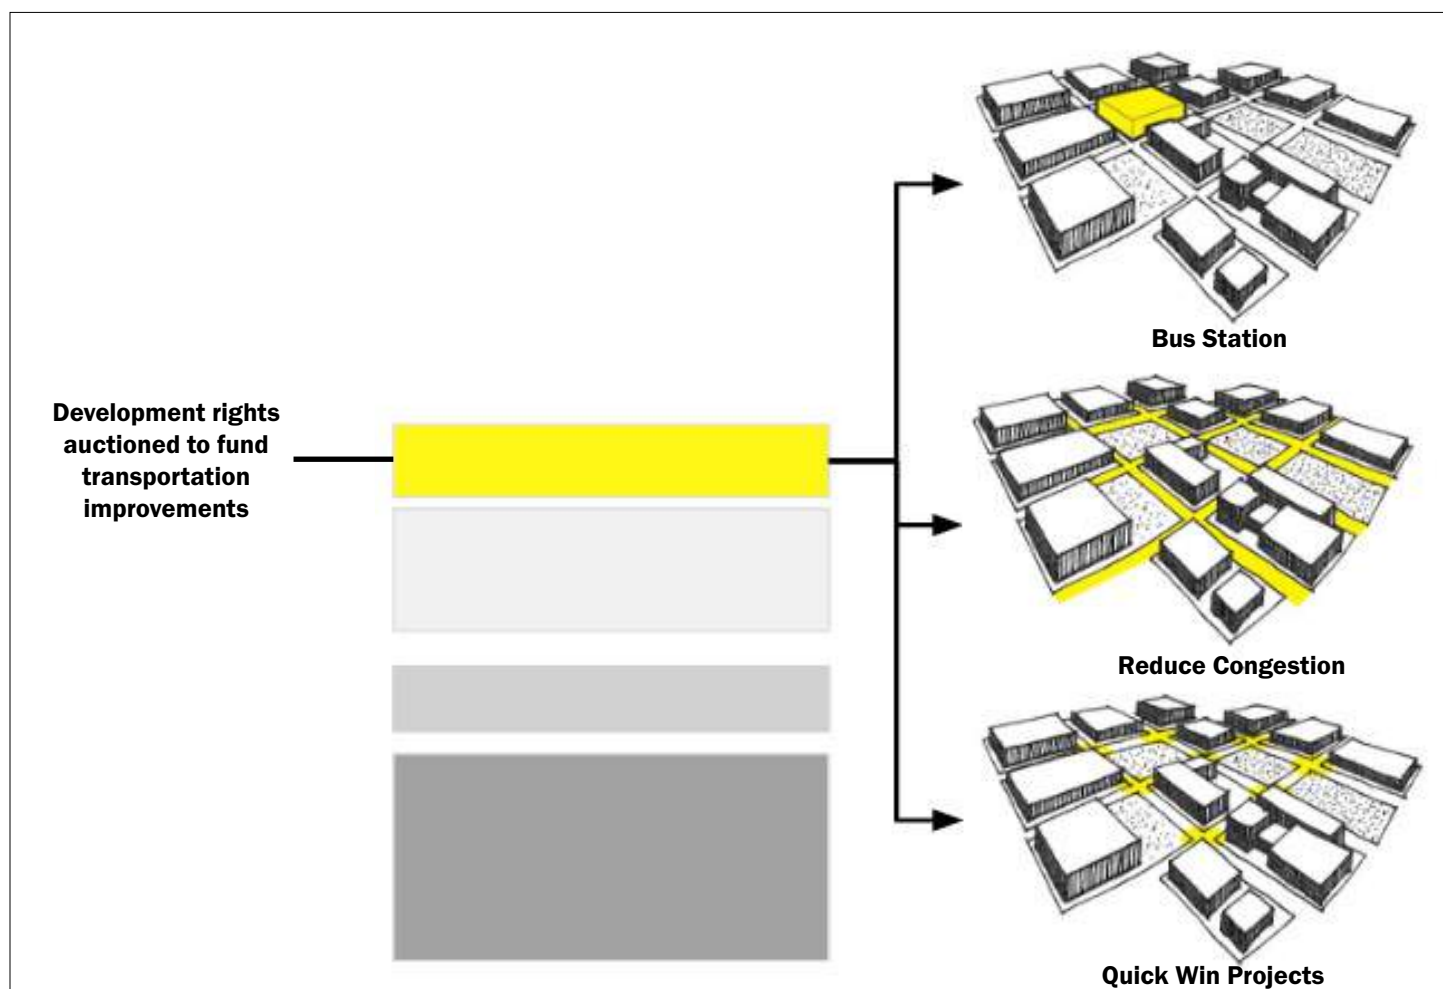 Development rights
auctioned to fund
transportation
improvements
Bus Station
Reduce Congestion
Quick Win Projects